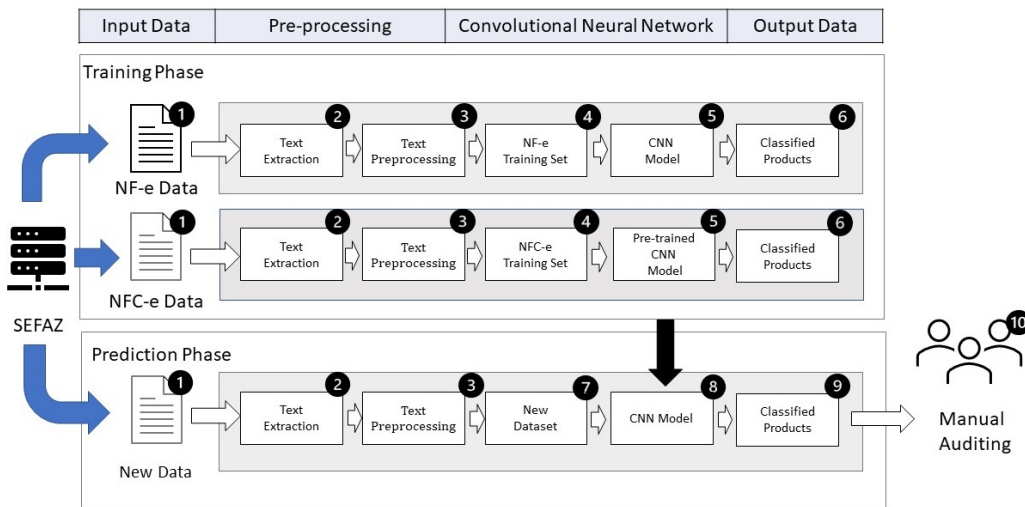 Input Data
Pre-processing
Convolutional Neural Network
Output Data
Training Phase
1
2
3
4
5
6
Text
Extraction
Text
Preprocessing
NF-e
Training Set
CNN
Model
Classified
Products
NF-e Data
1
2
3
4
5
6
Text
Extraction
Text
Preprocessing
NFC-e
Training Set
Pre-trained
CNN
Model
Classified
Products
NFC-e Data
SEFAZ
Prediction Phase
1
2
3
7
8
9
10
Text
Extraction
Text
Preprocessing
New
Dataset
CNN Model
Classified
Products
New Data
Manual
Auditing